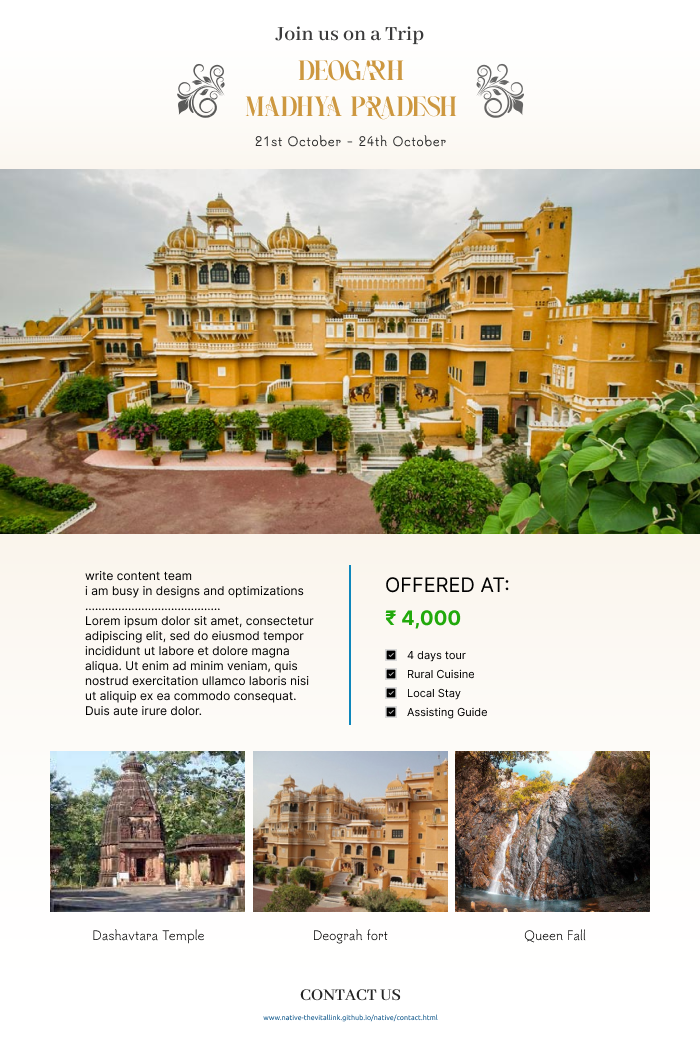 Join us on a Trip
DEOGARH
MADHYA PRADESH
21st October - 24th October
write content team
i am busy in designs and optimizations
.........................................
Lorem ipsum dolor sit amet, consectetur
adipiscing elit, sed do eiusmod tempor
incididunt ut labore et dolore magna
aliqua. Ut enim ad minim veniam, quis
nostrud exercitation ullamco laboris nisi
ut aliquip ex ea commodo consequat.
Duis aute irure dolor.
OFFERED AT:
₹ 4,000
4 days tour
Rural Cuisine
Local Stay
Assisting Guide
Dashavtara Temple
Deograh fort
Queen Fall
CONTACT US
www.native-thevitallink.github.io/native/contact.html